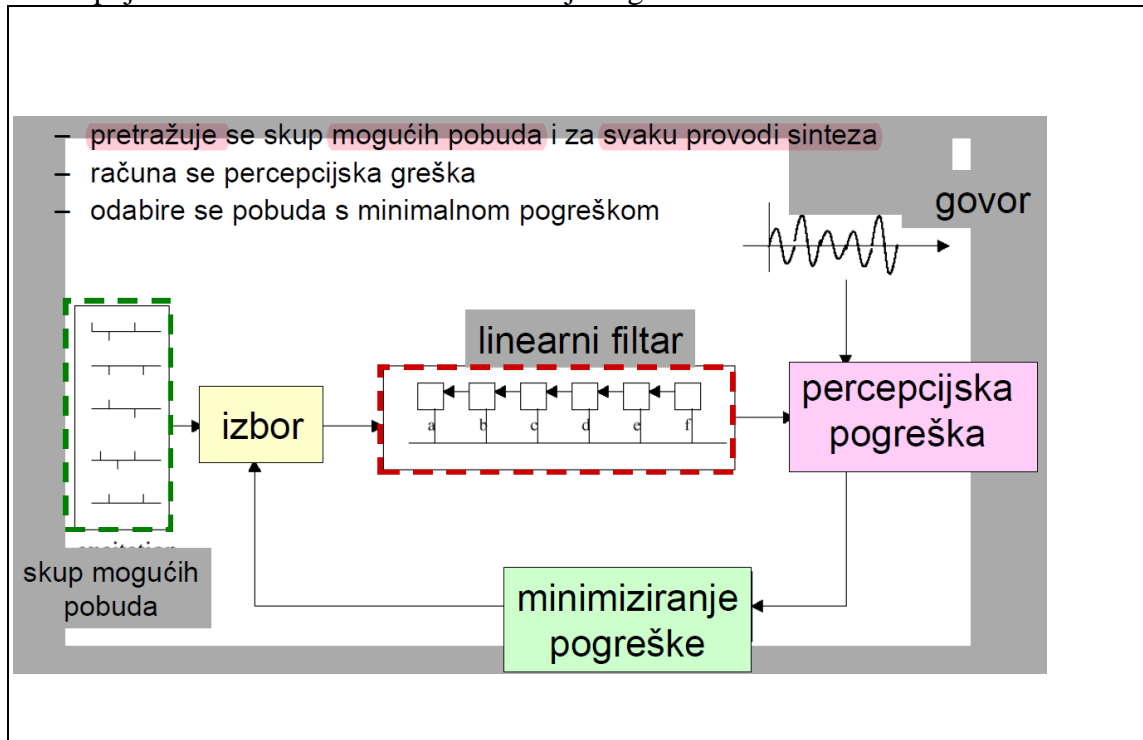 – pretražuje se skup mogućih pobuda i za svaku provodi sinteza
– računa se percepcijska greška
– odabire se pobuda s minimalnom pogreškom
govor
linearni filtar
a b c d e f
izbor
percepcijska
pogreška
skup mogućih
pobuda
minimiziranje
pogreške